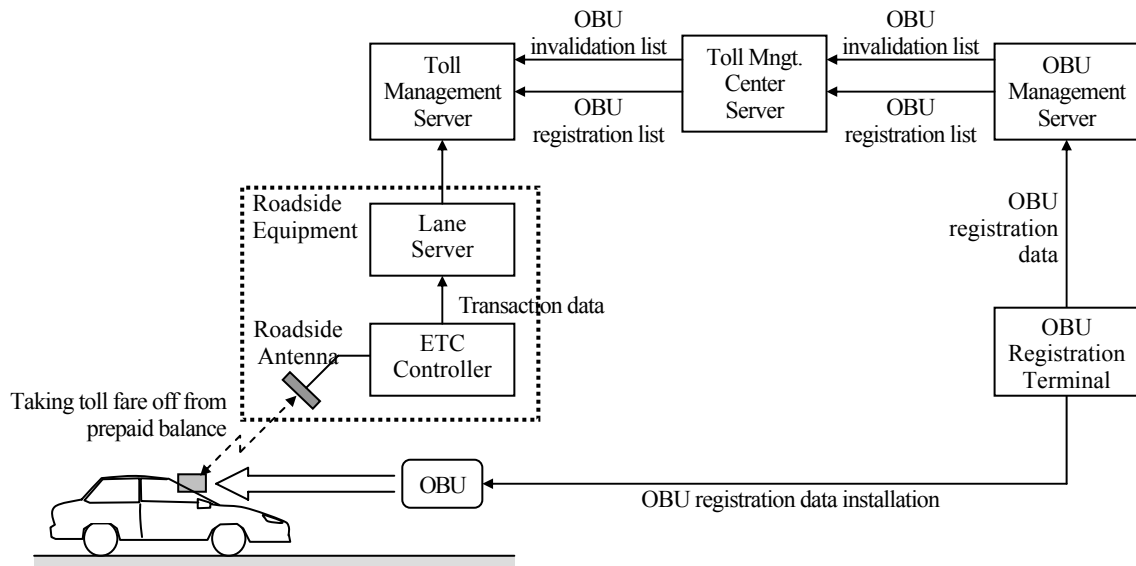 OBU
invalidation list
OBU
invalidation list
Toll
Management
Server
Toll Mngt.
Center
Server
OBU
Management
Server
OBU
registration list
OBU
registration list
Roadside
Equipment
Lane
Server
OBU
registration
data
Transaction data
Roadside
Antenna
ETC
Controller
OBU
Registration
Terminal
Taking toll fare off from
prepaid balance
OBU
OBU registration data installation